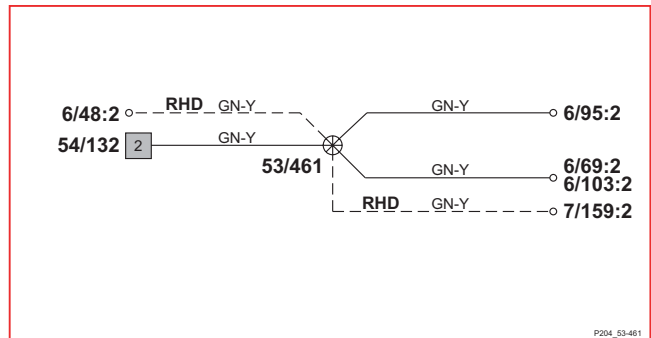 RHD GN-Y GN-Y
6/48:2 6/95:2
GN-Y
54/132 2
53/461 GN-Y 6/69:2
6/103:2
RHD GN-Y 7/159:2
P204_53-461